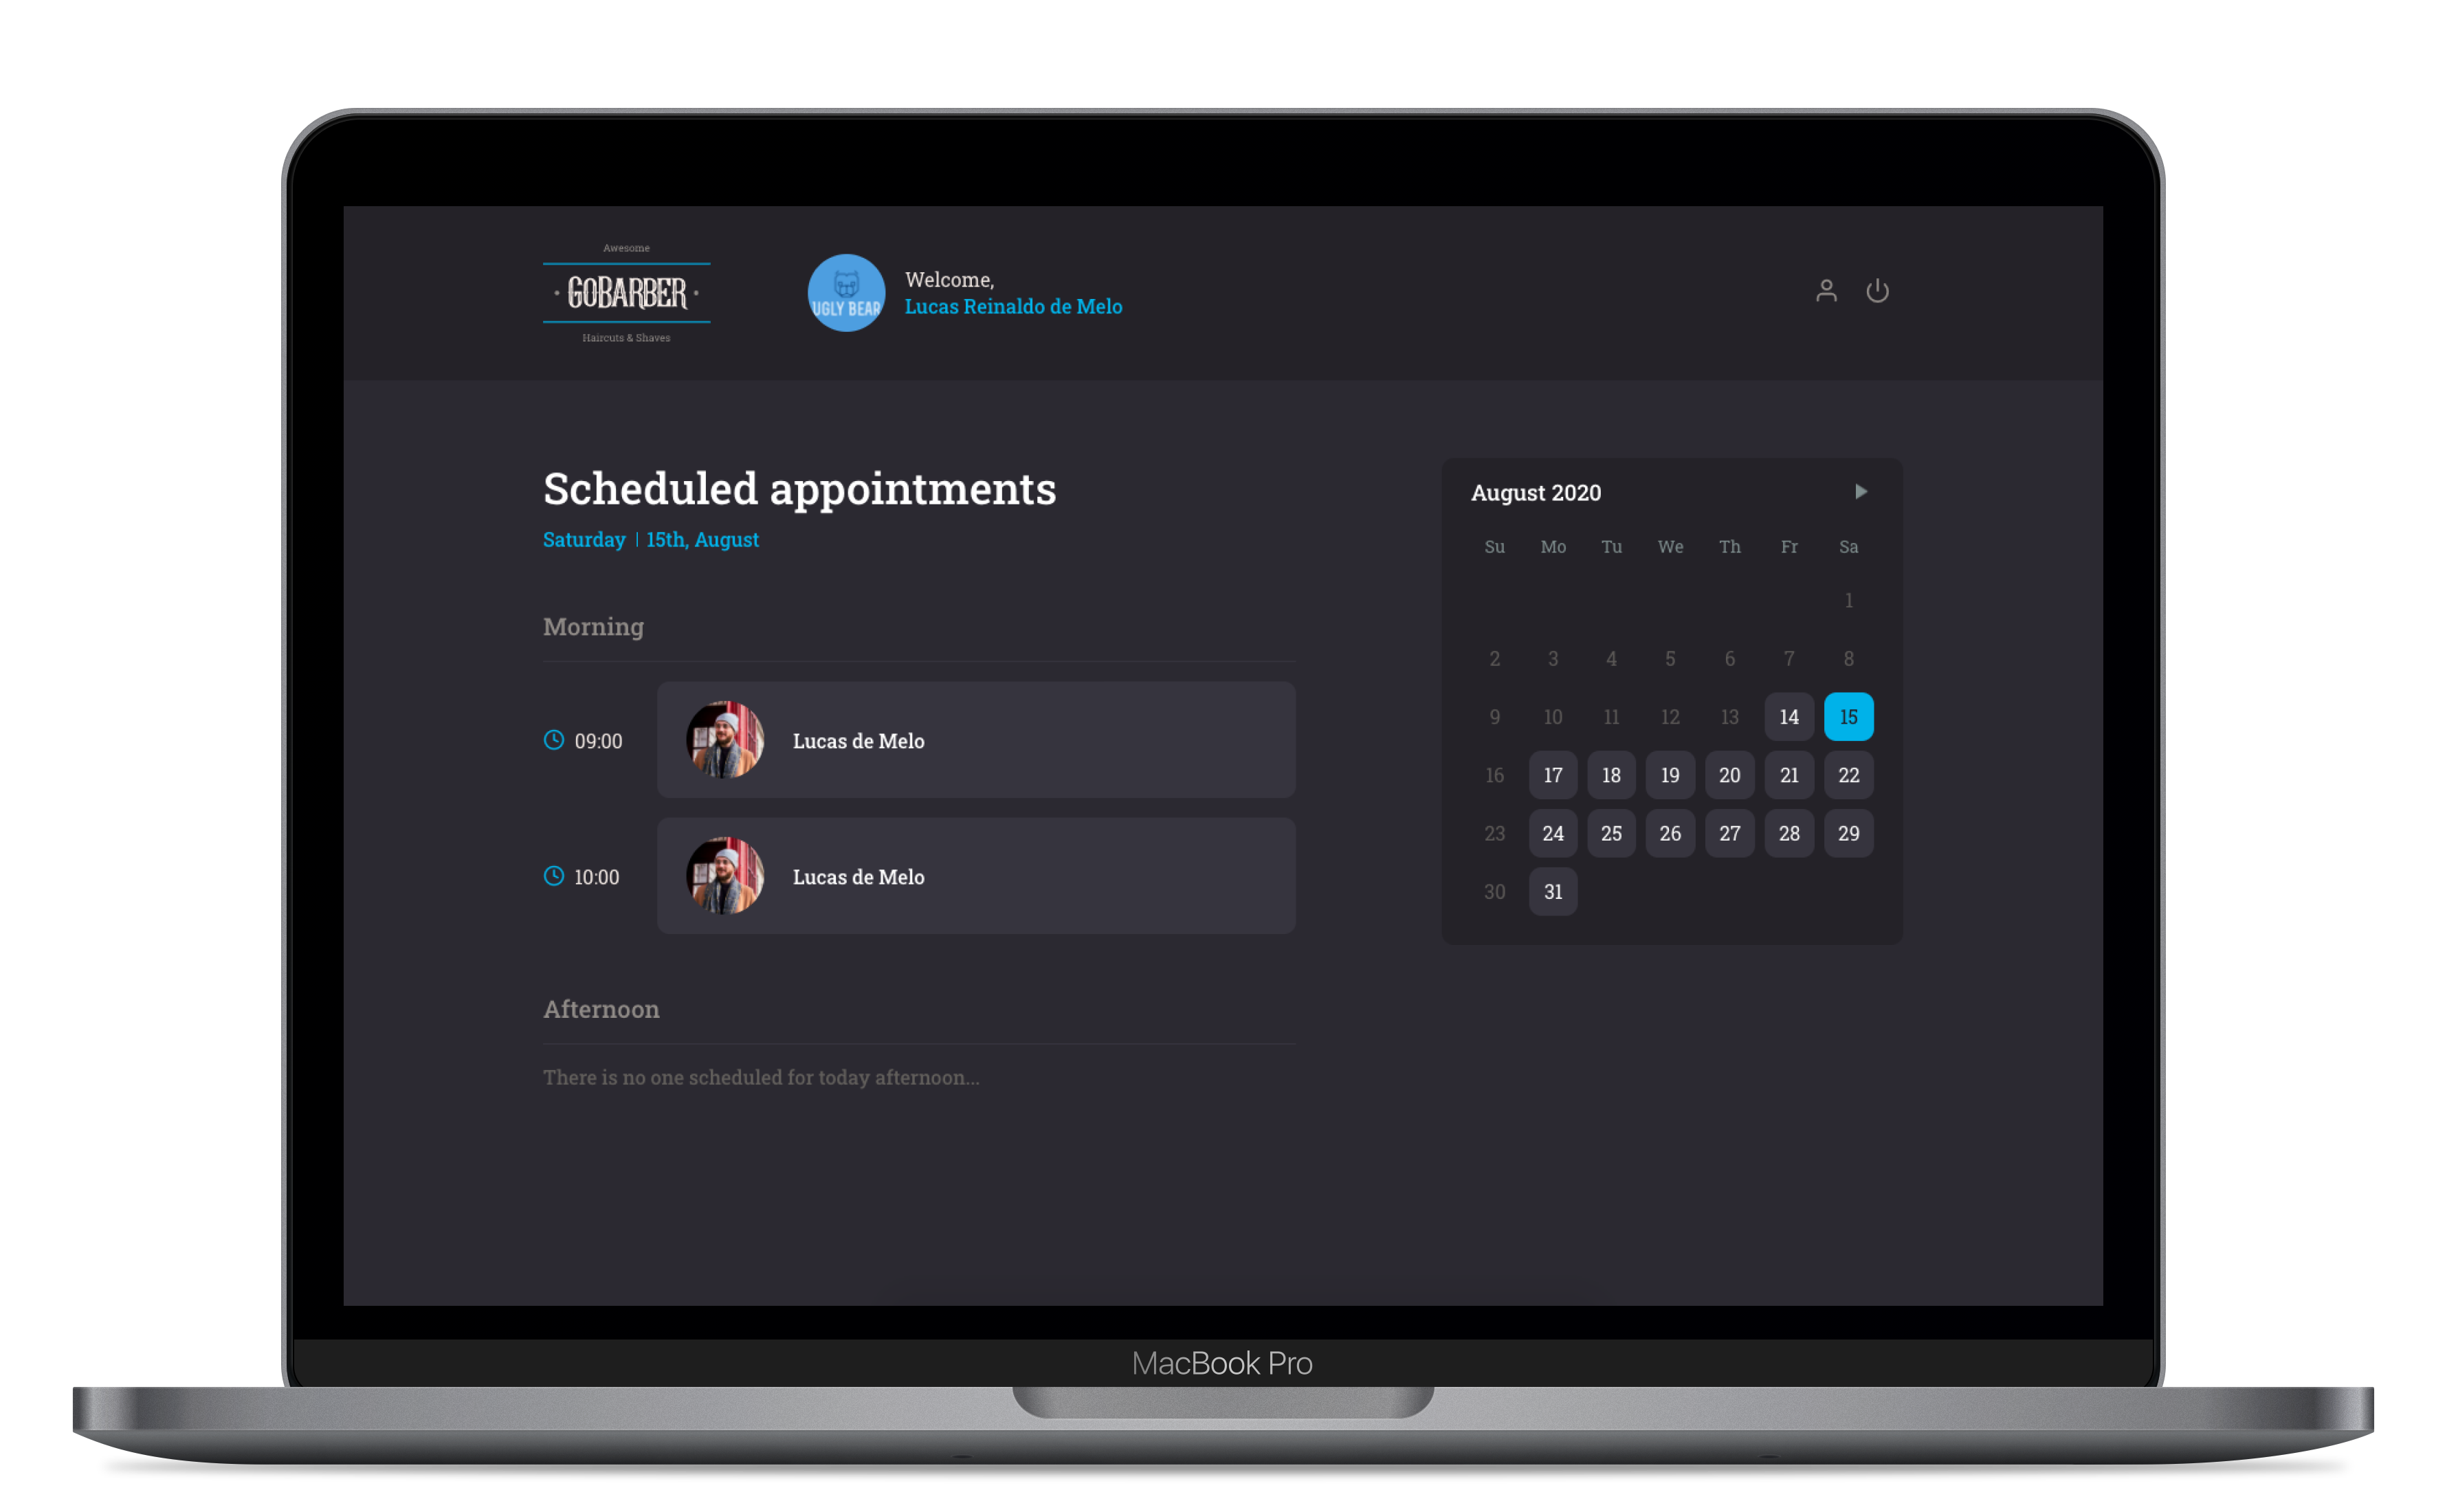 Awesome
· GOBARBER ·
Haircuts & Shaves
UGLY BEAR
Welcome,
Lucas Reinaldo de Melo
Scheduled appointments
Saturday | 15th, August
Morning
09:00 Lucas de Melo
10:00 Lucas de Melo
Afternoon
There is no one scheduled for today afternoon...
August 2020
Su Mo Tu We Th Fr Sa
1
2 3 4 5 6 7 8
9 10 11 12 13 14 15
16 17 18 19 20 21 22
23 24 25 26 27 28 29
30 31
MacBook Pro